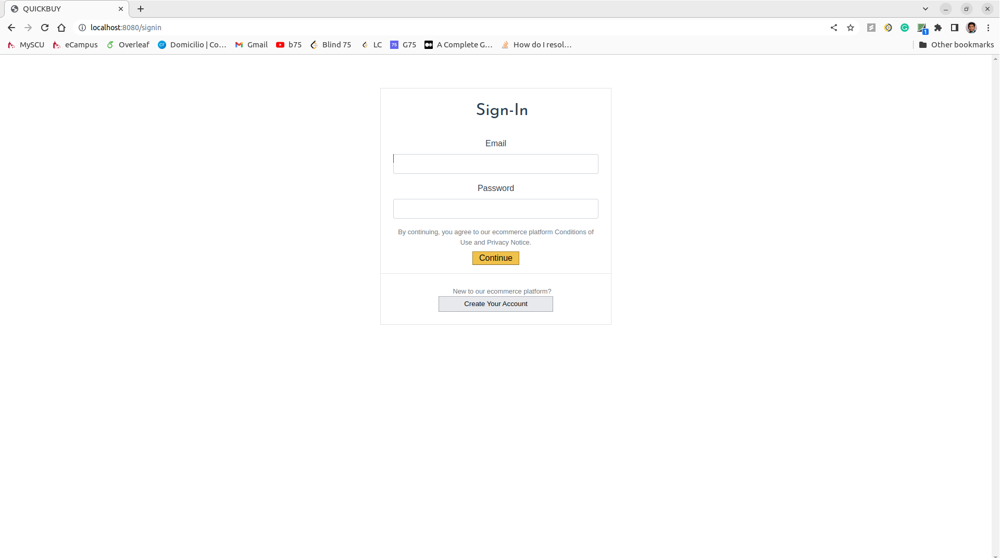 QUICKBUY
localhost:8080/signin
1
MySCU eCampus Overleaf Domicilio | Co... Gmail b75 Blind 75 LC 75 G75 A Complete G... How do I resol... Other bookmarks
Sign-In
Email
Password
By continuing, you agree to our ecommerce platform Conditions of
Use and Privacy Notice.
Continue
New to our ecommerce platform?
Create Your Account